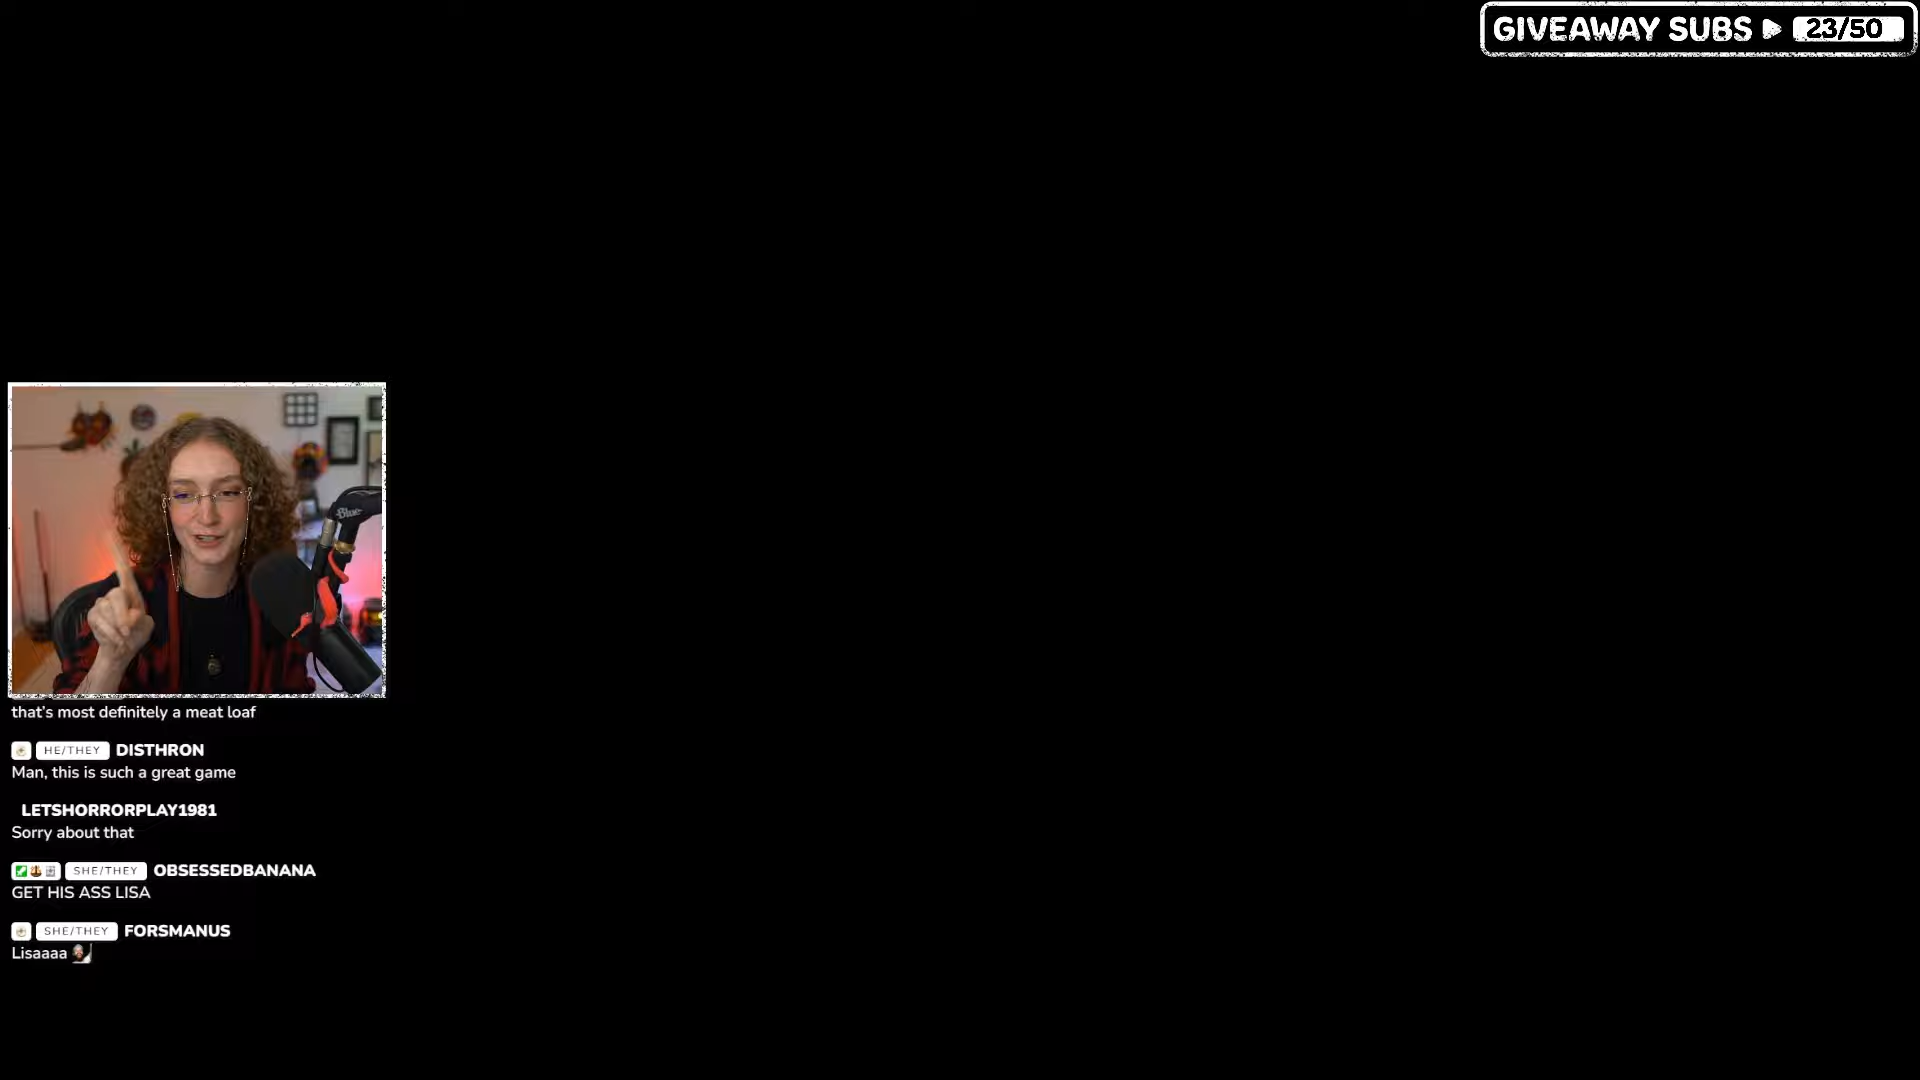 GIVEAWAY SUBS 23/50
Blue
that's most definitely a meat loaf
HE/THEY DISTHRON
Man, this is such a great game
LETSHORRORPLAY1981
Sorry about that
SHE/THEY OBSESSEDBANANA
GET HIS ASS LISA
SHE/THEY FORSMANUS
Lisaaaa